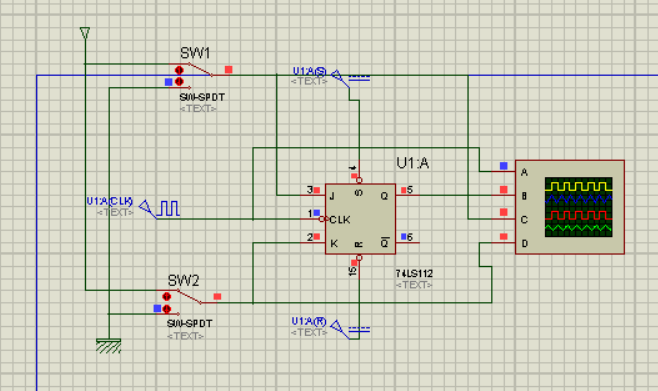 SW1
SW-SPDT
<TEXT>
U1:A(S)
<TEXT>
U1:A
4
S
3
J
Q
5
A
B
U1:A(CLK)
<TEXT>
1
CLK
C
2
K
Q
6
D
R
15
74LS112
<TEXT>
SW2
SW-SPDT
<TEXT>
U1:A(R)
<TEXT>